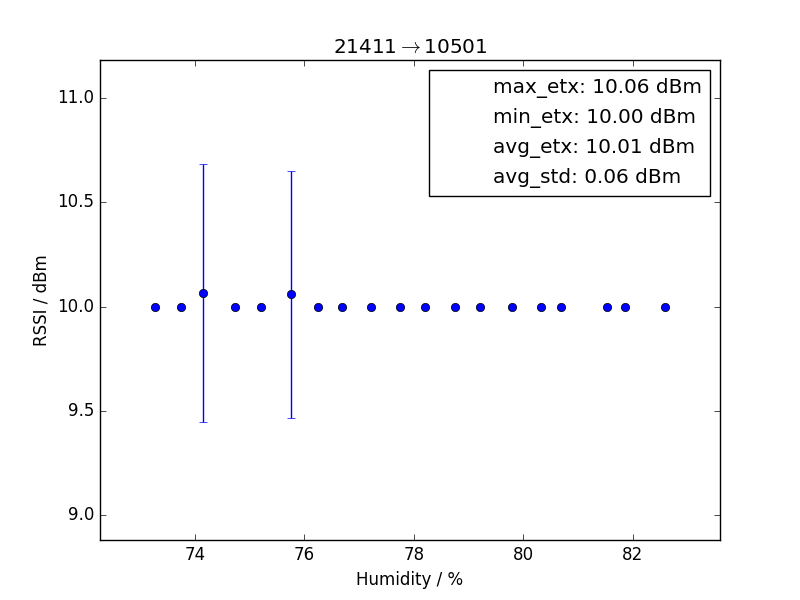 21411→10501
max_etx: 10.06 dBm
min_etx: 10.00 dBm
avg_etx: 10.01 dBm
avg_std: 0.06 dBm
RSSI / dBm
11.0
10.5
10.0
9.5
9.0
74 76 78 80 82
Humidity / %